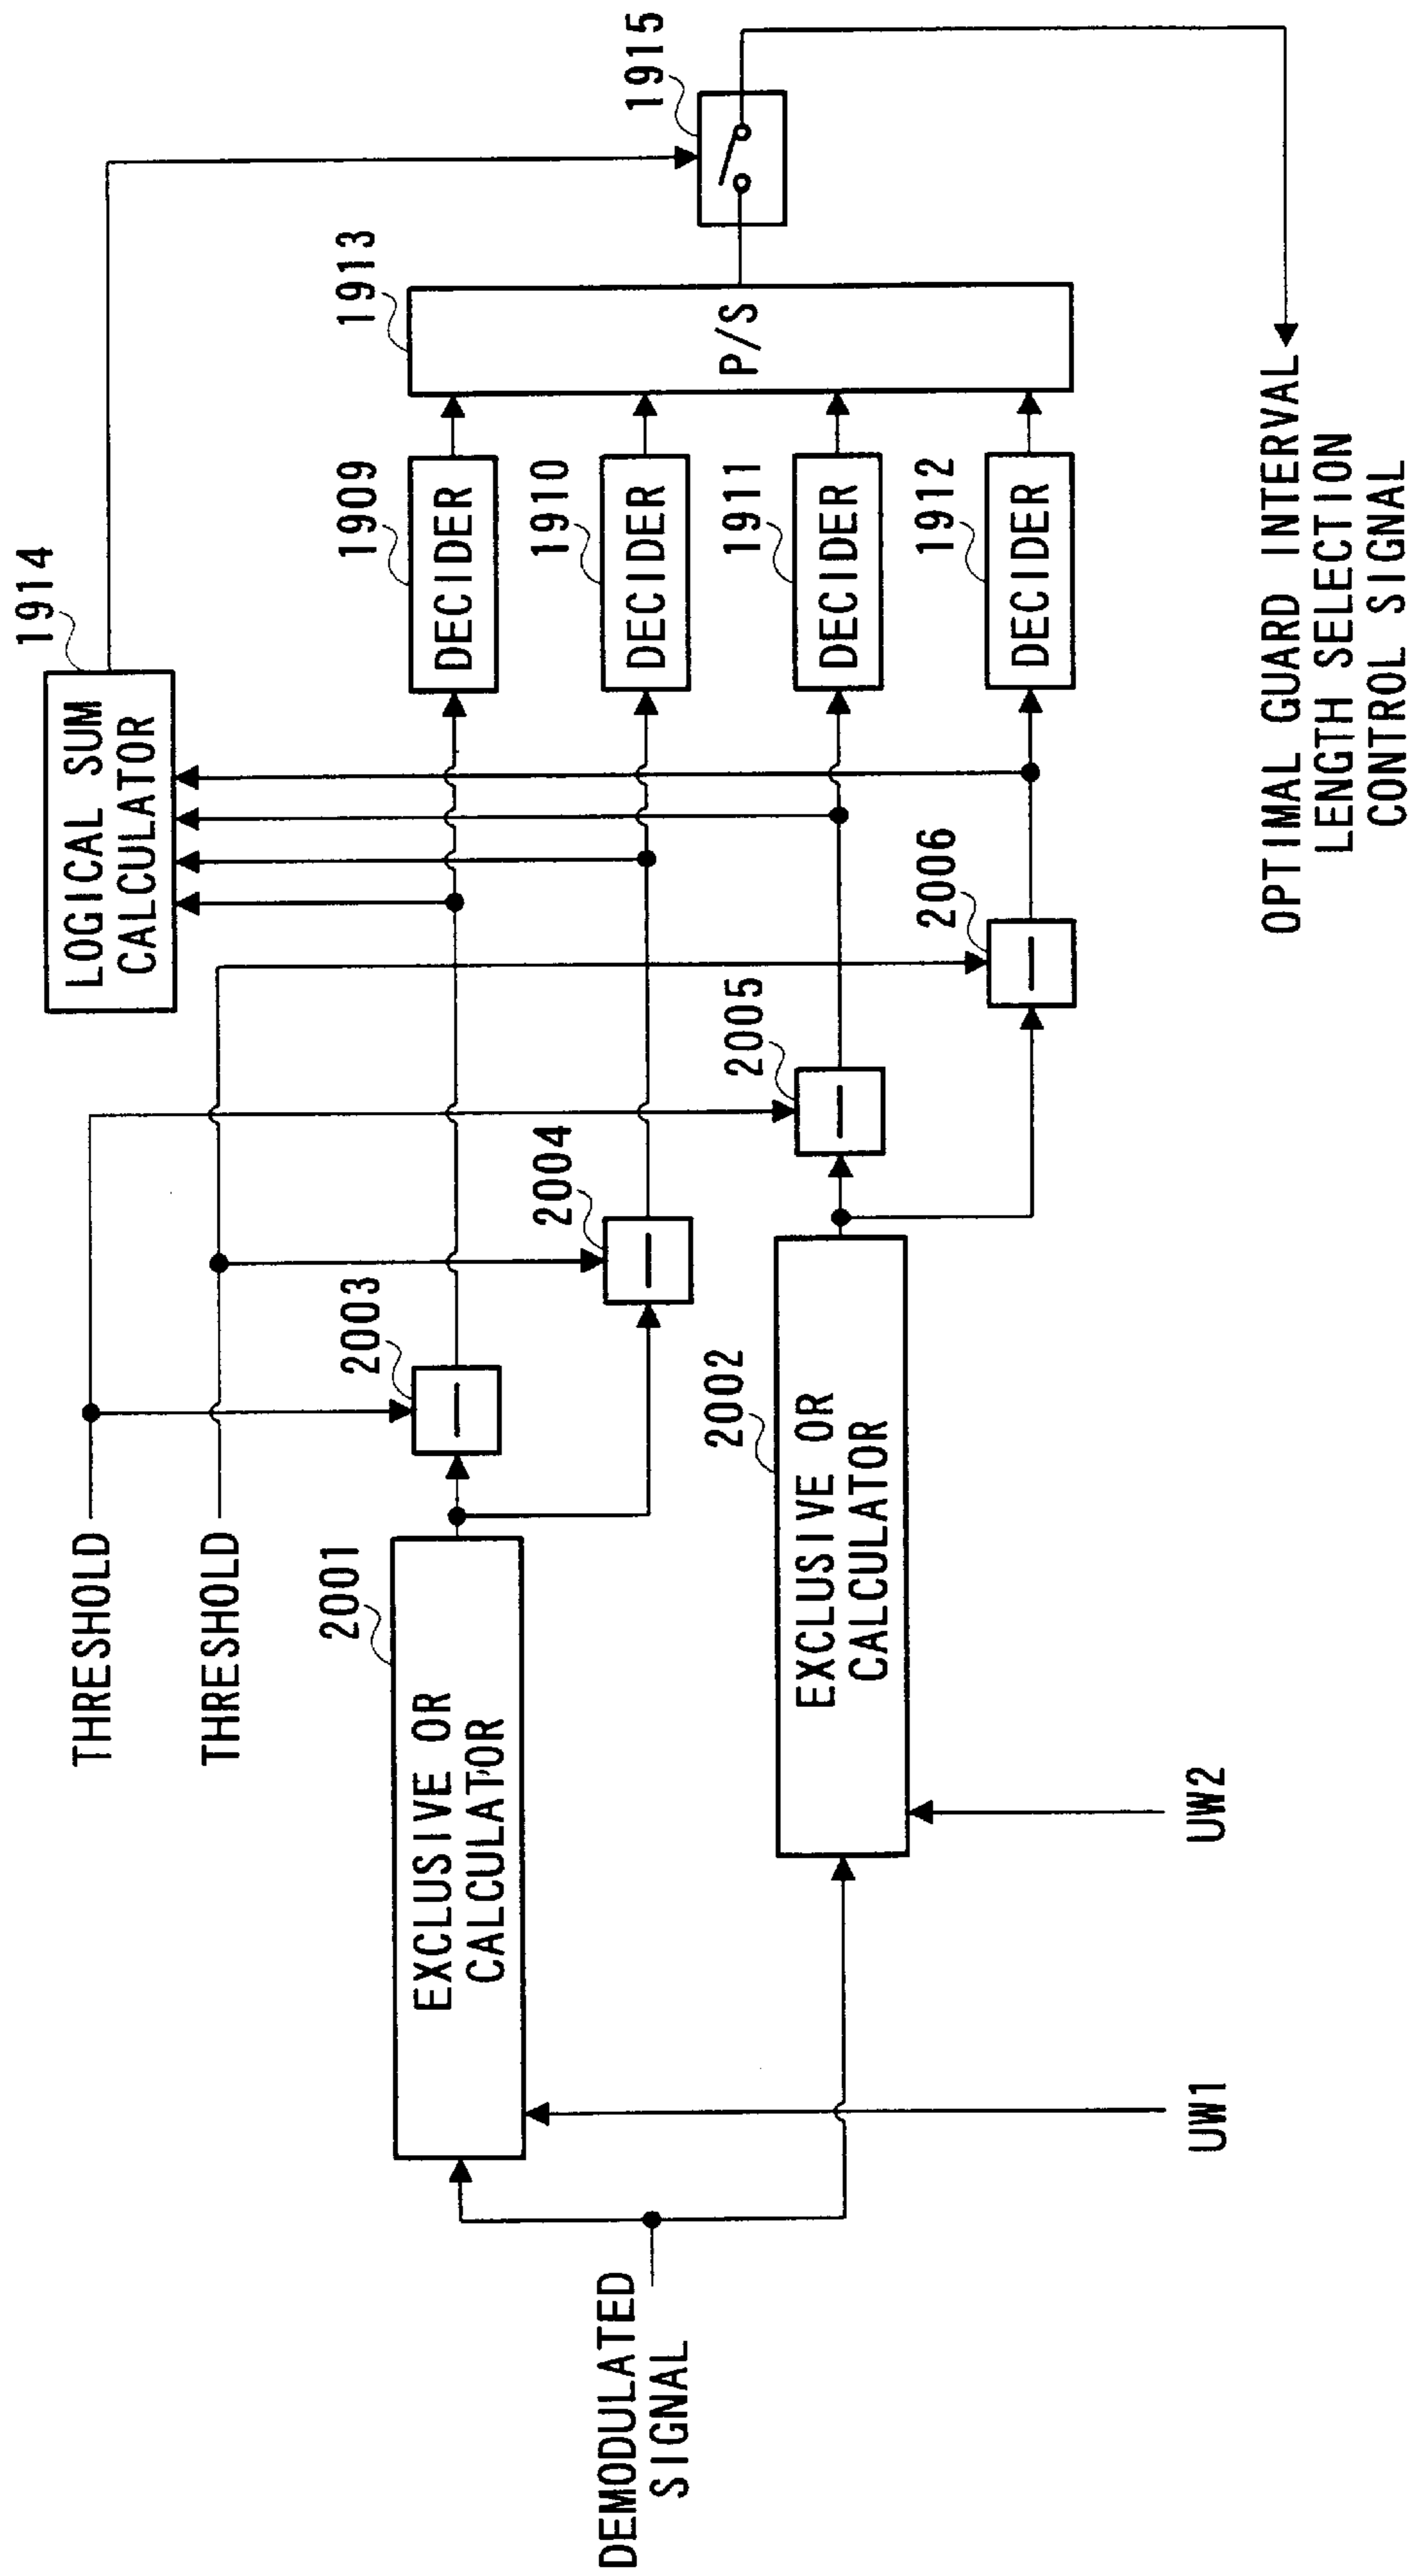 THRESHOLD
THRESHOLD
LOGICAL SUM
CALCULATOR
1914
2001
EXCLUSIVE OR
CALCULATOR
2003
2004
1909
DECIDER
1910
DECIDER
1913
P/S
1915
DEMODULATED
SIGNAL
2002
EXCLUSIVE OR
CALCULATOR
2005
2006
1911
DECIDER
1912
DECIDER
UW1
UW2
OPTIMAL GUARD INTERVAL
LENGTH SELECTION
CONTROL SIGNAL